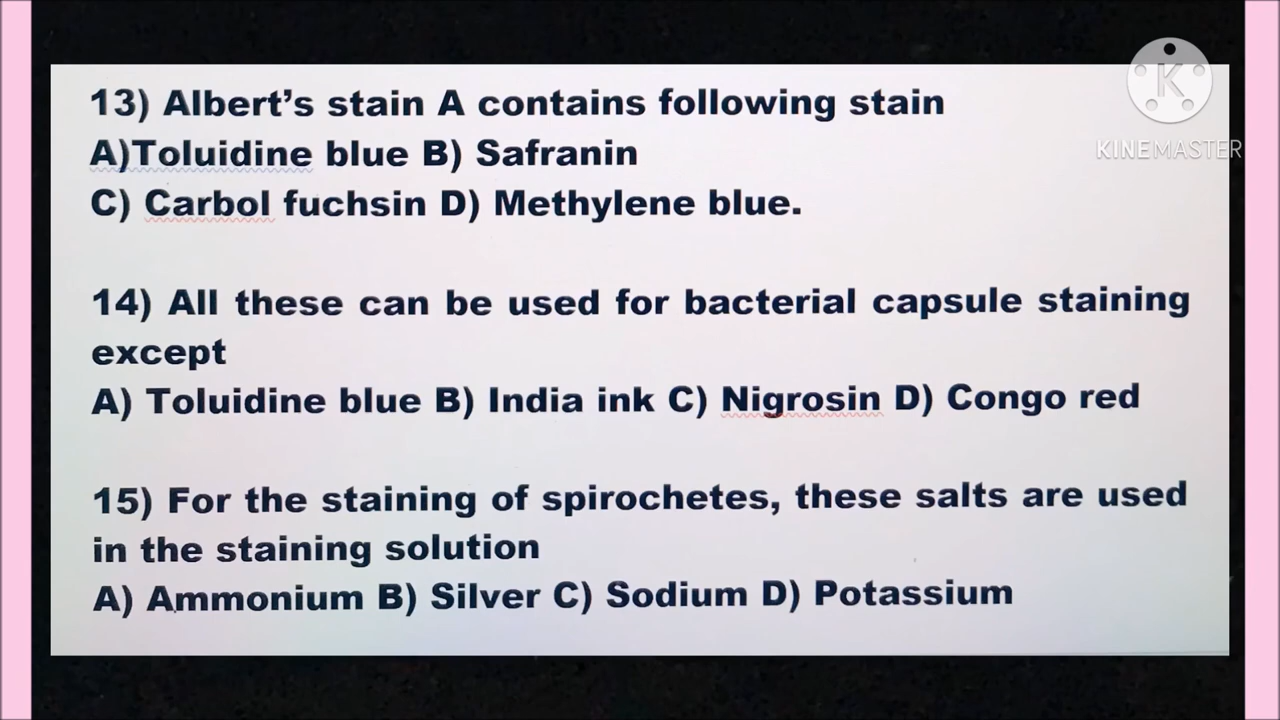 13) Albert's stain A contains following stain
A)Toluidine blue B) Safranin
C) Carbol fuchsin D) Methylene blue.
14) All these can be used for bacterial capsule staining
except
A) Toluidine blue B) India ink C) Nigrosin D) Congo red
15) For the staining of spirochetes, these salts are used
in the staining solution
A) Ammonium B) Silver C) Sodium D) Potassium
K
KINEMASTER